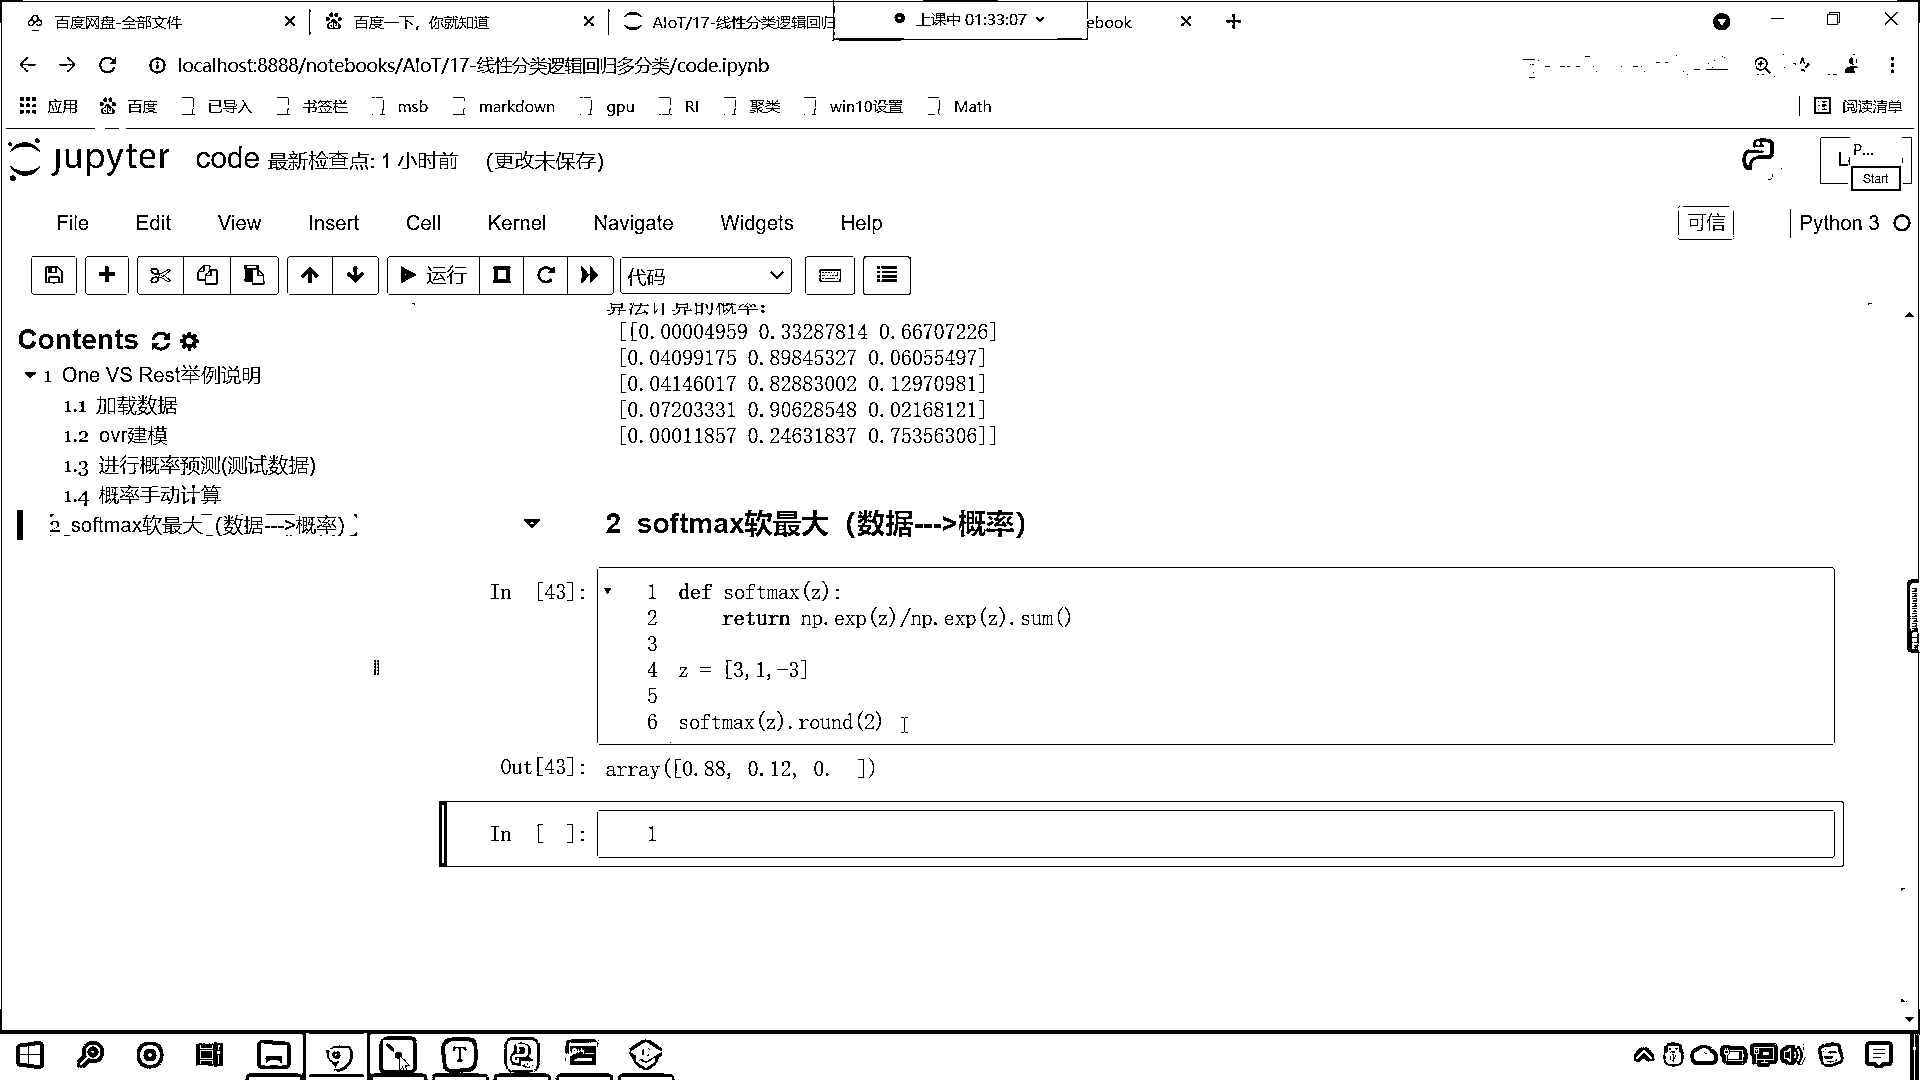 百度网盘-全部文件
百度一下，你就知道
AIoT/17-线性分类逻辑回归
上课中 01:33:07
ebook
localhost:8888/notebooks/AIoT/17-线性分类逻辑回归多分类/code.ipynb
应用 百度 已导入 书签栏 msb markdown gpu RI 聚类 win10设置 Math 阅读清单
jupyter code 最新检查点: 1 小时前 (更改未保存)
P...
Start
File Edit View Insert Cell Kernel Navigate Widgets Help 可信 Python 3
运行 代码
Contents
1 One VS Rest举例说明
1.1 加载数据
1.2 ovr建模
1.3 进行概率预测(测试数据)
1.4 概率手动计算
2 softmax软最大（数据--->概率）
算法计算的概率：
[[0.00004959 0.33287814 0.66707226]
[0.04099175 0.89845327 0.06055497]
[0.04146017 0.82883002 0.12970981]
[0.07203331 0.90628548 0.02168121]
[0.00011857 0.24631837 0.75356306]]
2 softmax软最大（数据--->概率）
In [43]:
1 def softmax(z):
2 return np.exp(z)/np.exp(z).sum()
3
4 z = [3,1,-3]
5
6 softmax(z).round(2)
Out[43]: array([0.88, 0.12, 0. ])
In [ ]: 1